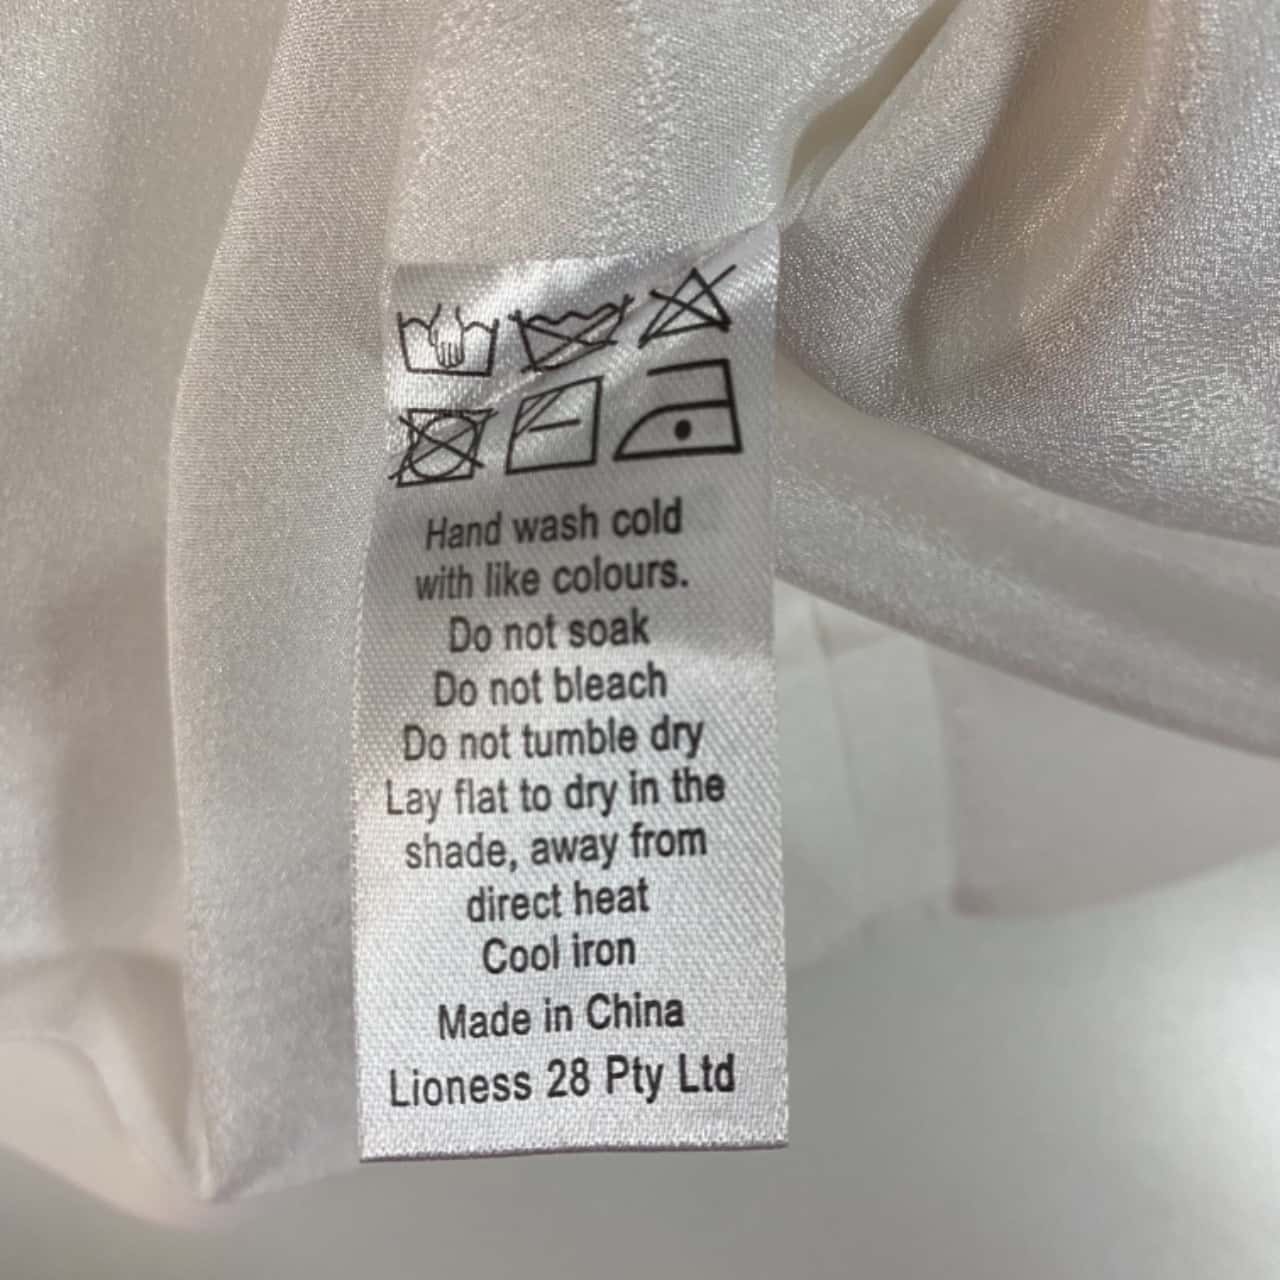 Hand wash cold
with like colours.
Do not soak
Do not bleach
Do not tumble dry
Lay flat to dry in the
shade, away from
direct heat
Cool iron
Made in China
Lioness 28 Pty Ltd